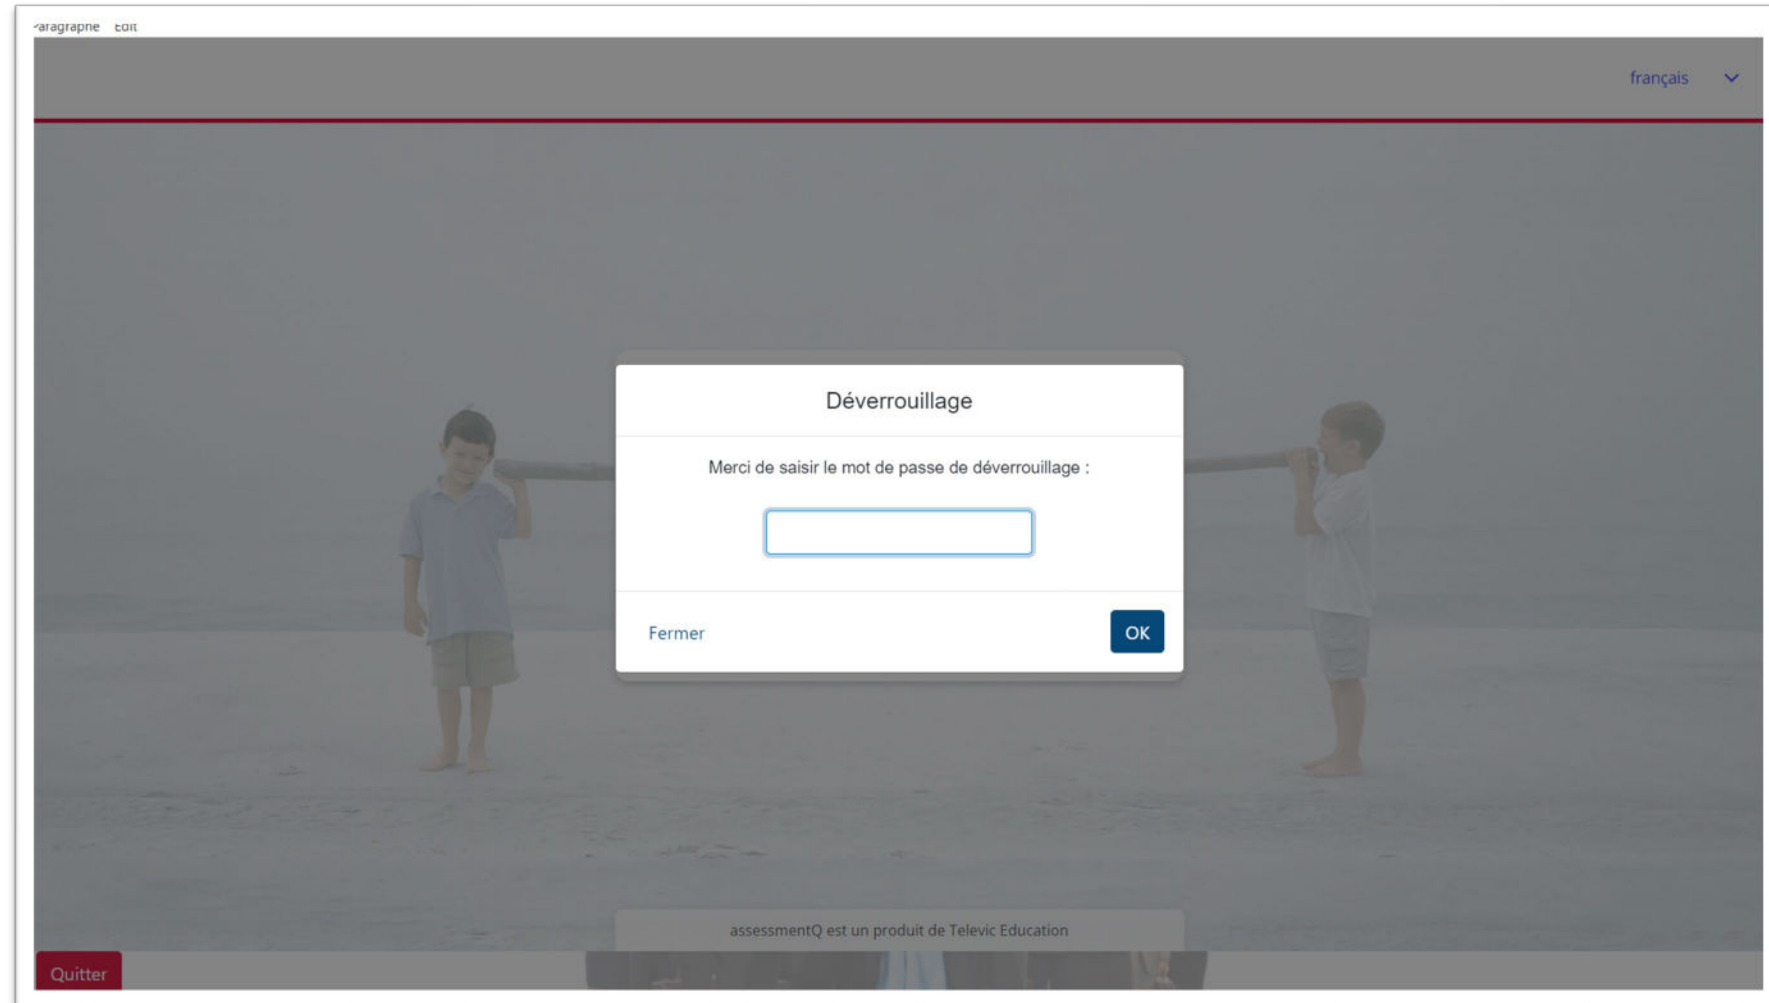 Edit
français
Déverrouillage
Merci de saisir le mot de passe de déverrouillage :
Fermer
OK
assessmentQ est un produit de Televic Education
Quitter